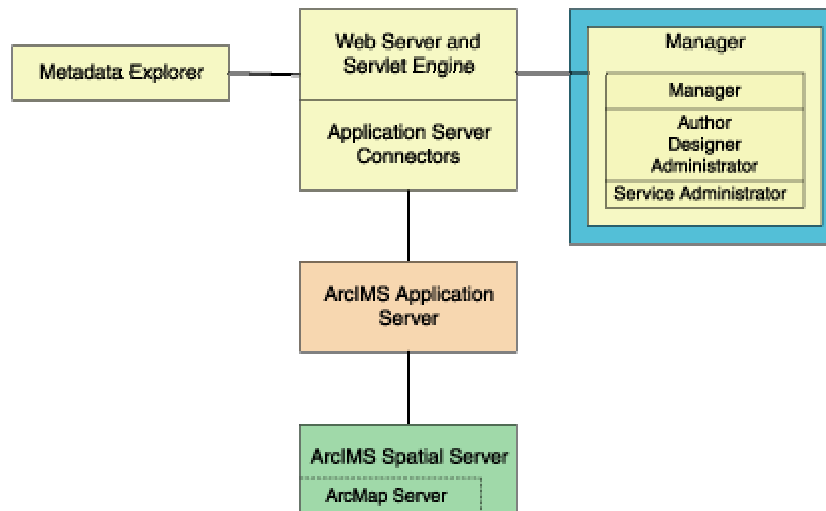 Metadata Explorer
Web Server and
Servlet Engine
Application Server
Connectors
Manager
Manager
Author
Designer
Administrator
Service Administrator
ArcIMS Application
Server
ArcIMS Spatial Server
ArcMap Server